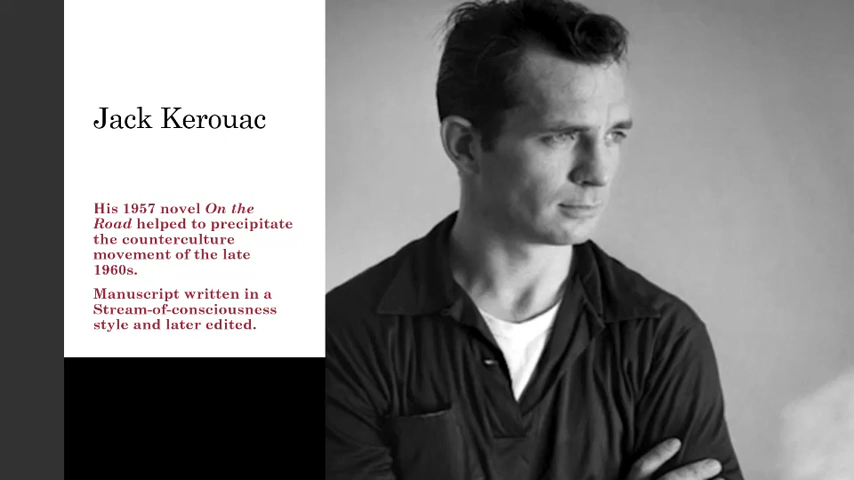 Jack Kerouac
His 1957 novel On the
Road helped to precipitate
the counterculture
movement of the late
1960s.
Manuscript written in a
Stream-of-consciousness
style and later edited.